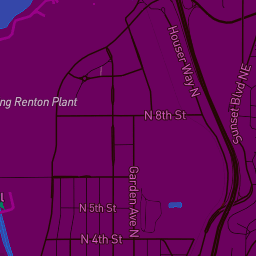 Houser Way N
Sunset Blvd NE
ng Renton Plant
N 8th St
Garden Ave N
N 5th St
N 4th St